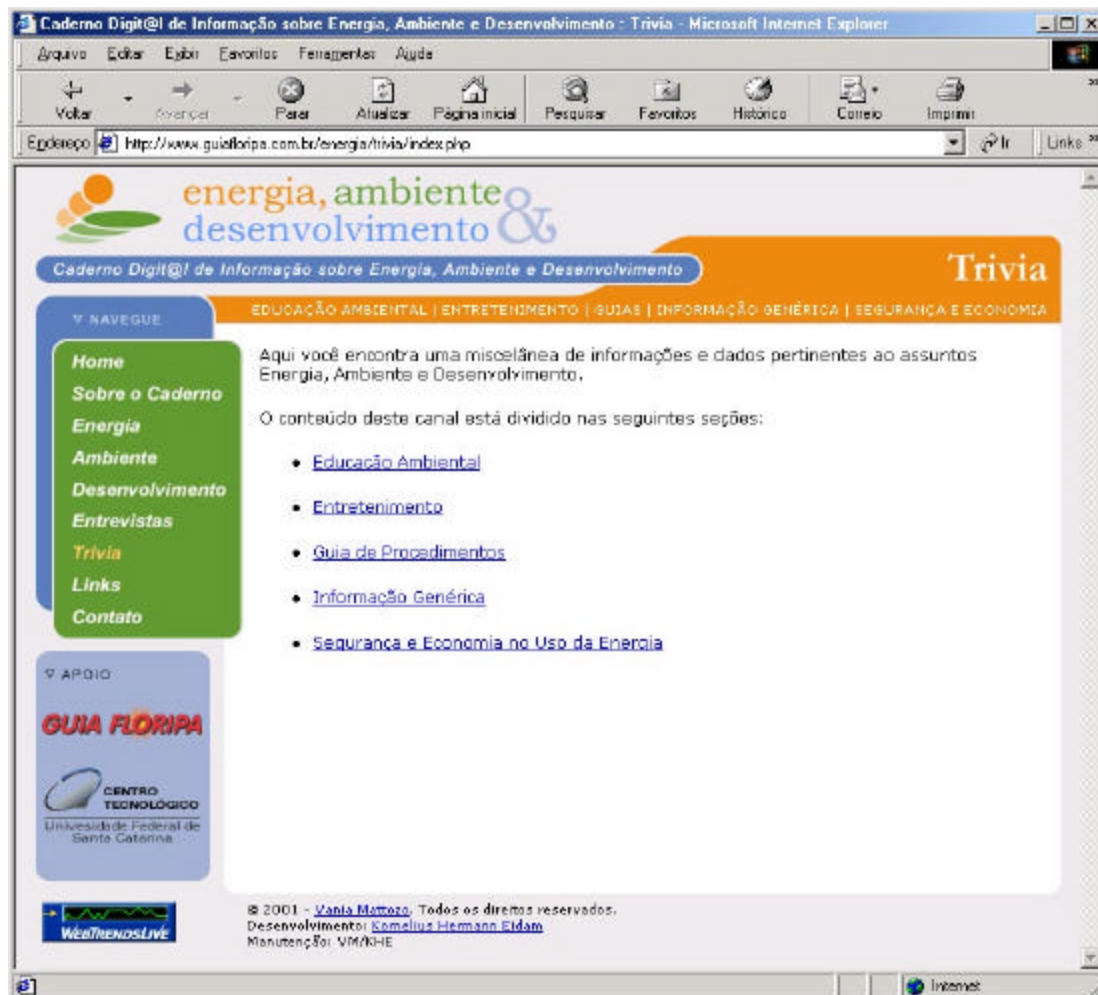 Caderno Digit@l de Informação sobre Energia, Ambiente e Desenvolvimento : Trivia - Microsoft Internet Explorer
Arquivo Editar Exibir Favoritos Ferramentas Ajuda
Voltar Avançar Parar Atualizar Página inicial Pesquisar Favoritos Histórico Correio Imprimir
Endereço http://www.guiafloripa.com.br/energia/trivia/index.php Ir Links
energia, ambiente &
desenvolvimento
Caderno Digit@l de Informação sobre Energia, Ambiente e Desenvolvimento
Trivia
NAVEGUE
EDUCAÇÃO AMBIENTAL | ENTRETENIMENTO | GUIAS | INFORMAÇÃO GENÉRICA | SEGURANÇA E ECONOMIA
Home
Sobre o Caderno
Energia
Ambiente
Desenvolvimento
Entrevistas
Trivia
Links
Contato
Aqui você encontra uma miscelânea de informações e dados pertinentes ao assuntos
Energia, Ambiente e Desenvolvimento.
O conteúdo deste canal está dividido nas seguintes seções:
• Educação Ambiental
• Entretenimento
• Guia de Procedimentos
• Informação Genérica
• Segurança e Economia no Uso da Energia
APOIO
GUIA FLORIPA
CENTRO
TECNOLÓGICO
Univesidade Federal de
Santa Catarina
WEBTRENDSLIVE
© 2001 - Vania Mattozo. Todos os direitos reservados.
Desenvolvimento: Kornelius Hermann Eidam
Manutenção: VM/KHE
Internet